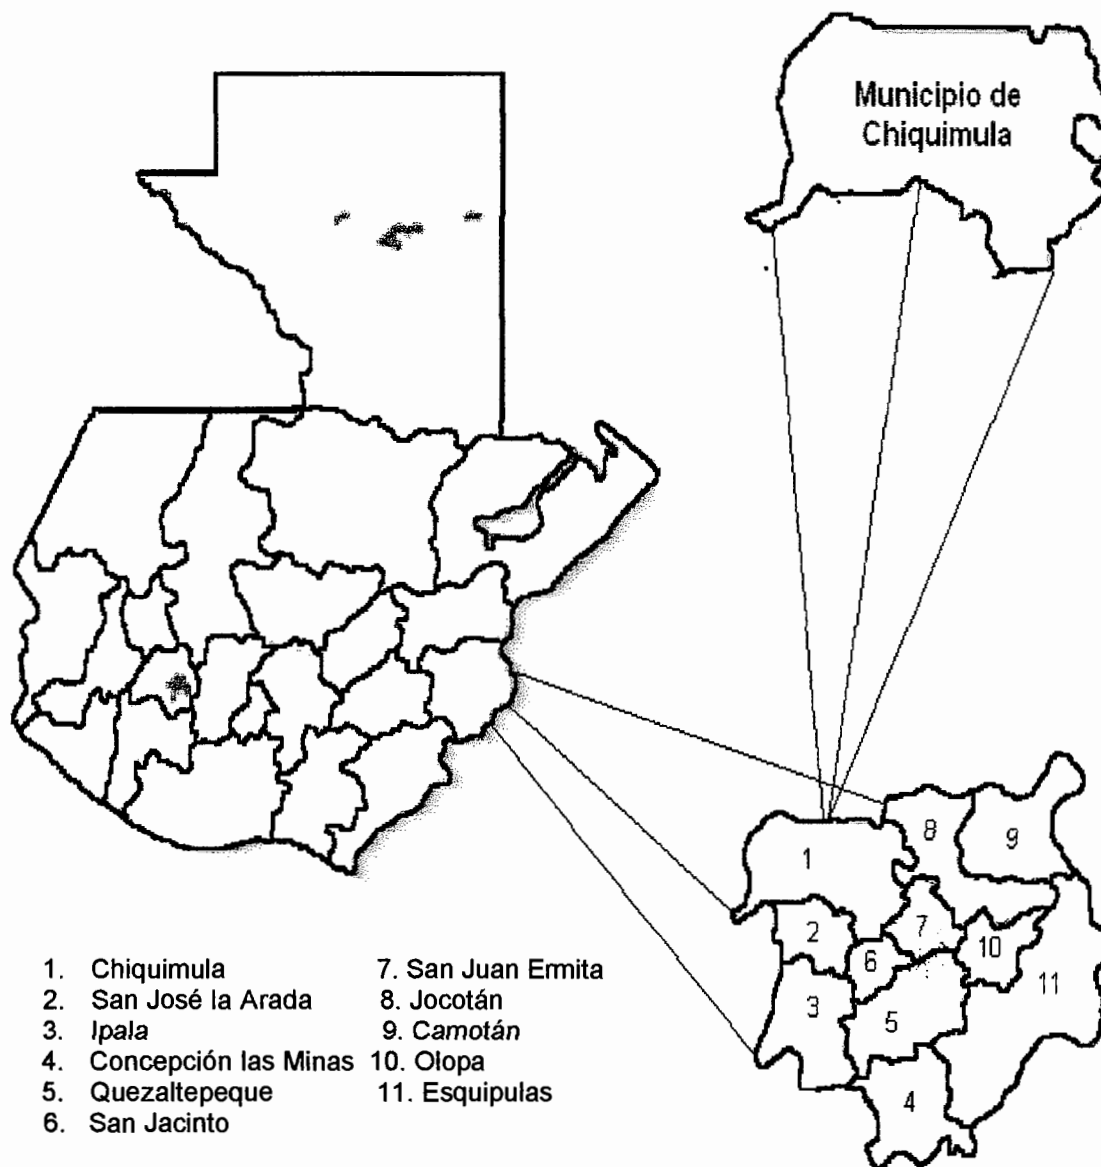 Municipio de
Chiquimula
8
9
1
7
2
10
6
11
3
5
4
1. Chiquimula
2. San José la Arada
3. Ipala
4. Concepción las Minas
5. Quezaltepeque
6. San Jacinto
7. San Juan Ermita
8. Jocotán
9. Camotán
10. Olopa
11. Esquipulas